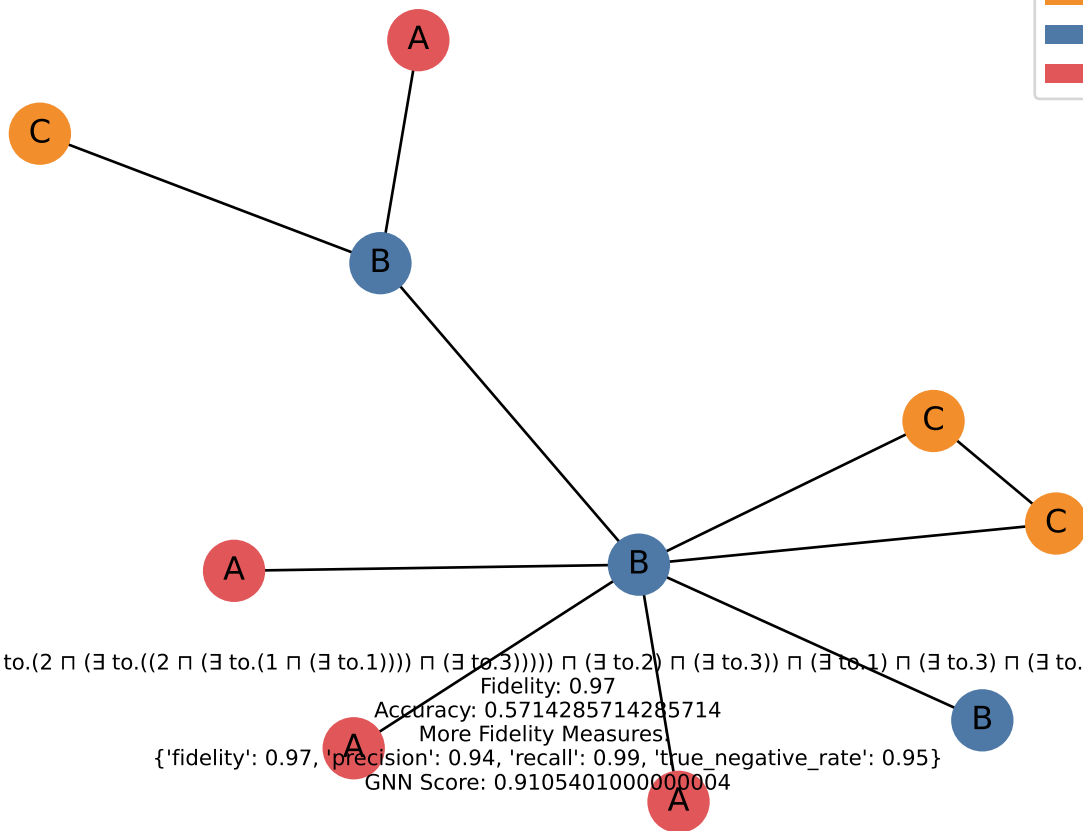 A
C
B
C
C
A
B
to.(2 ⊓ (∃ to.((2 ⊓ (∃ to.(1 ⊓ (∃ to.1)))) ⊓ (∃ to.3))))) ⊓ (∃ to.2) ⊓ (∃ to.3)) ⊓ (∃ to.1) ⊓ (∃ to.3) ⊓ (∃ to.
Fidelity: 0.97
Accuracy: 0.5714285714285714
B
More Fidelity Measures:
A
{'fidelity': 0.97, 'precision': 0.94, 'recall': 0.99, 'true_negative_rate': 0.95}
GNN Score: 0.9105401000000004
A